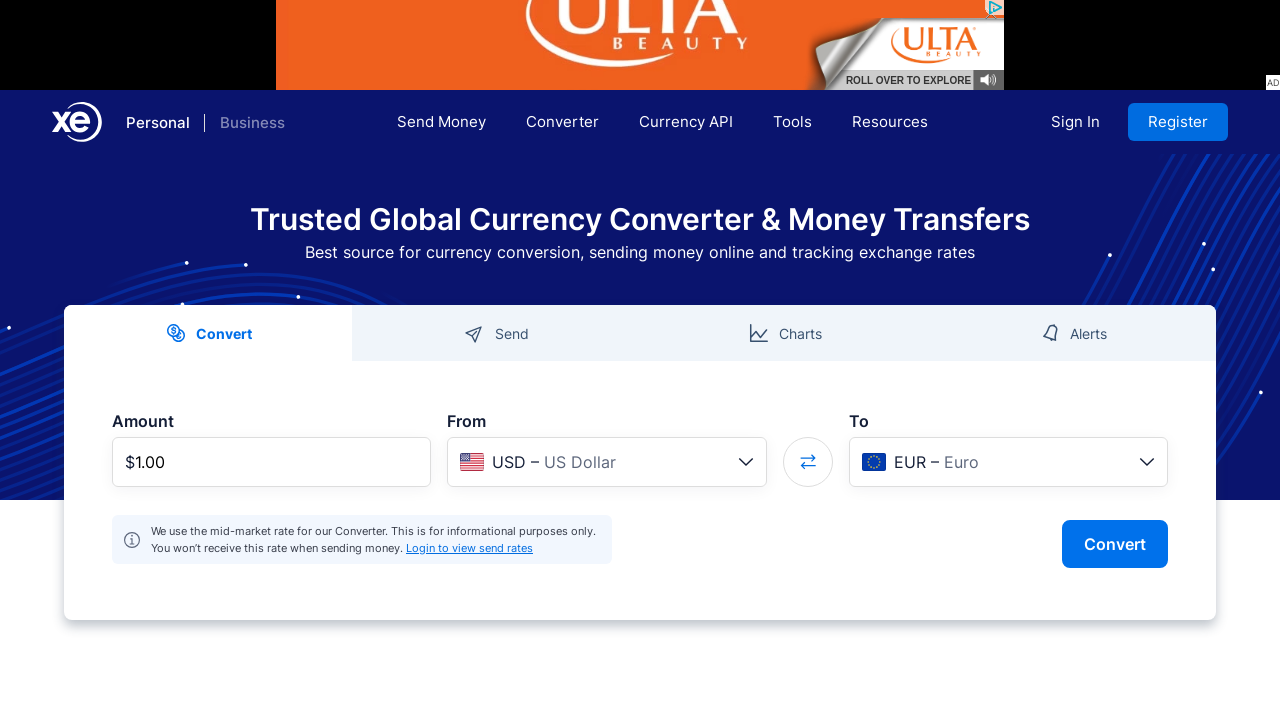 ULTA
BEAUTY
ULTA
BEAUTY
ROLL OVER TO EXPLORE
AD
xe
Personal
Business
Send Money
Converter
Currency API
Tools
Resources
Sign In
Register
Trusted Global Currency Converter & Money Transfers
Best source for currency conversion, sending money online and tracking exchange rates
Convert
Send
Charts
Alerts
Amount
From
To
$1.00
USD – US Dollar
EUR – Euro
We use the mid-market rate for our Converter. This is for informational purposes only.
You won’t receive this rate when sending money. Login to view send rates
Convert